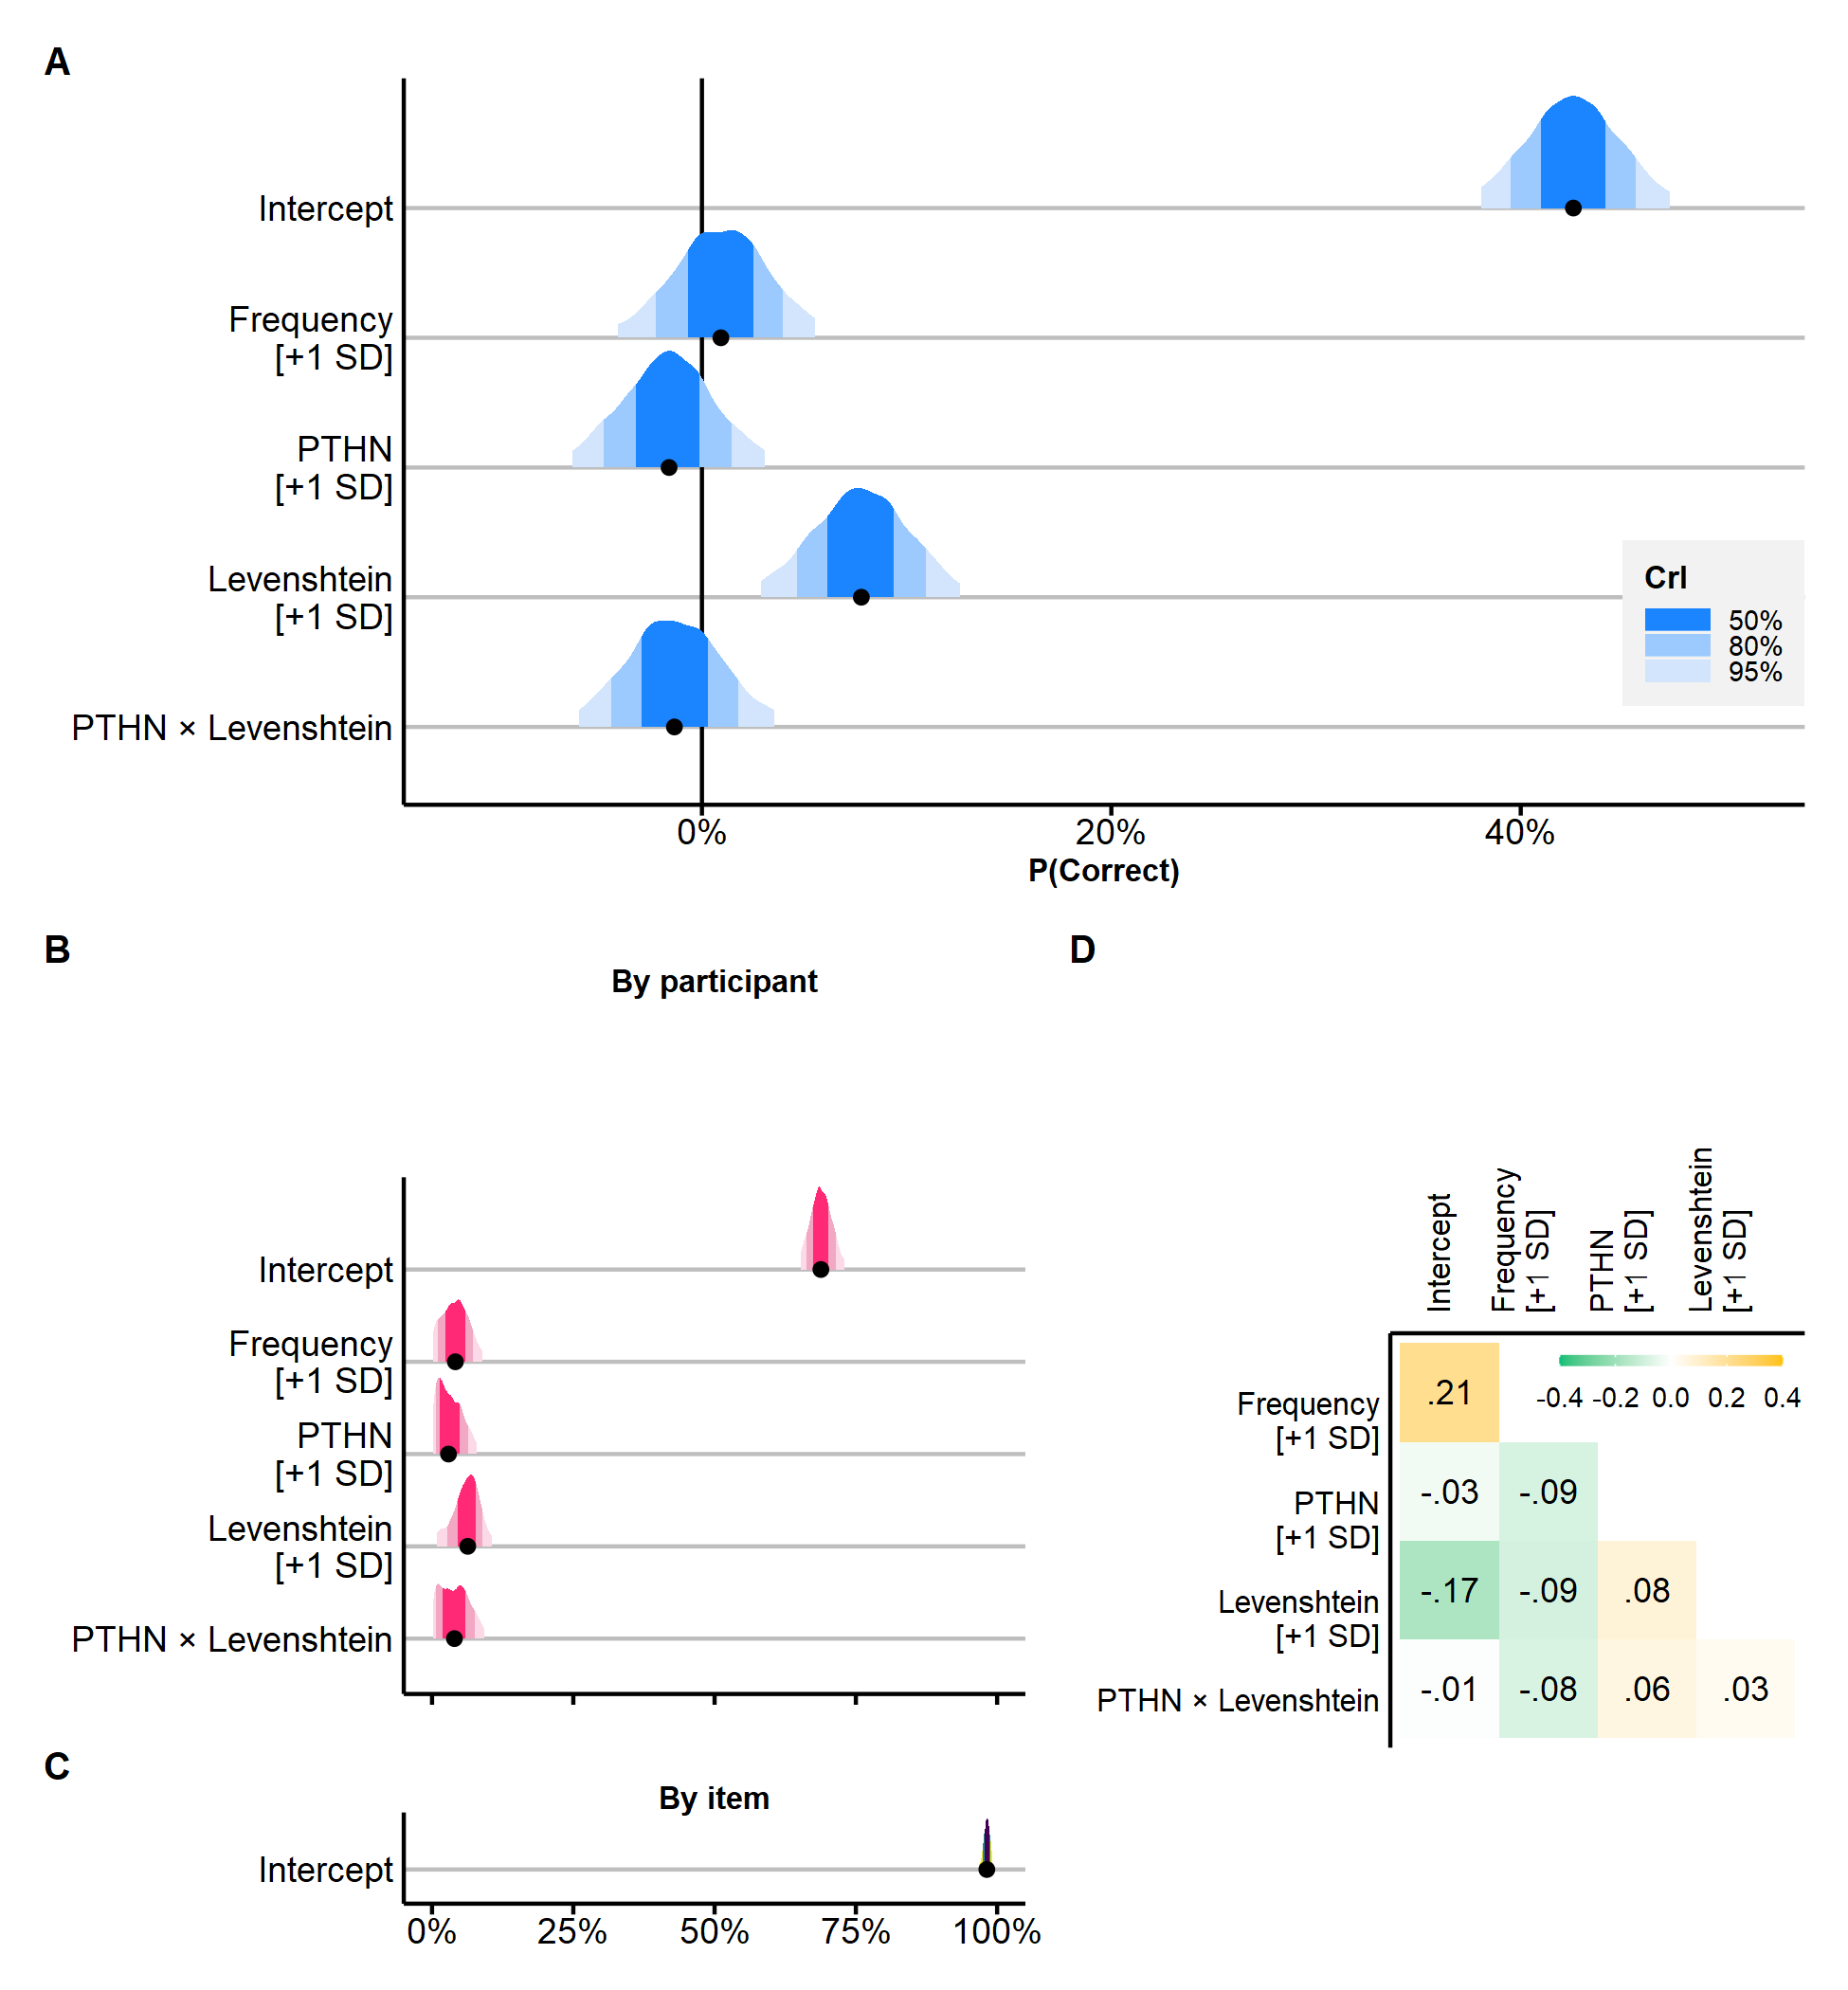 A
Intercept
Frequency
[+1 SD]
PTHN
[+1 SD]
Levenshtein
[+1 SD]
PTHN × Levenshtein
CrI
50%
80%
95%
0%
20%
40%
P(Correct)
B
By participant
Intercept
Frequency
[+1 SD]
PTHN
[+1 SD]
Levenshtein
[+1 SD]
PTHN × Levenshtein
C
By item
Intercept
0%
25%
50%
75%
100%
D
Intercept
Frequency
[+1 SD]
PTHN
[+1 SD]
Levenshtein
[+1 SD]
-0.4 -0.2 0.0 0.2 0.4
Frequency
[+1 SD]
.21
PTHN
[+1 SD]
-.03 -.09
Levenshtein
[+1 SD]
-.17 -.09 .08
PTHN × Levenshtein
-.01 -.08 .06 .03